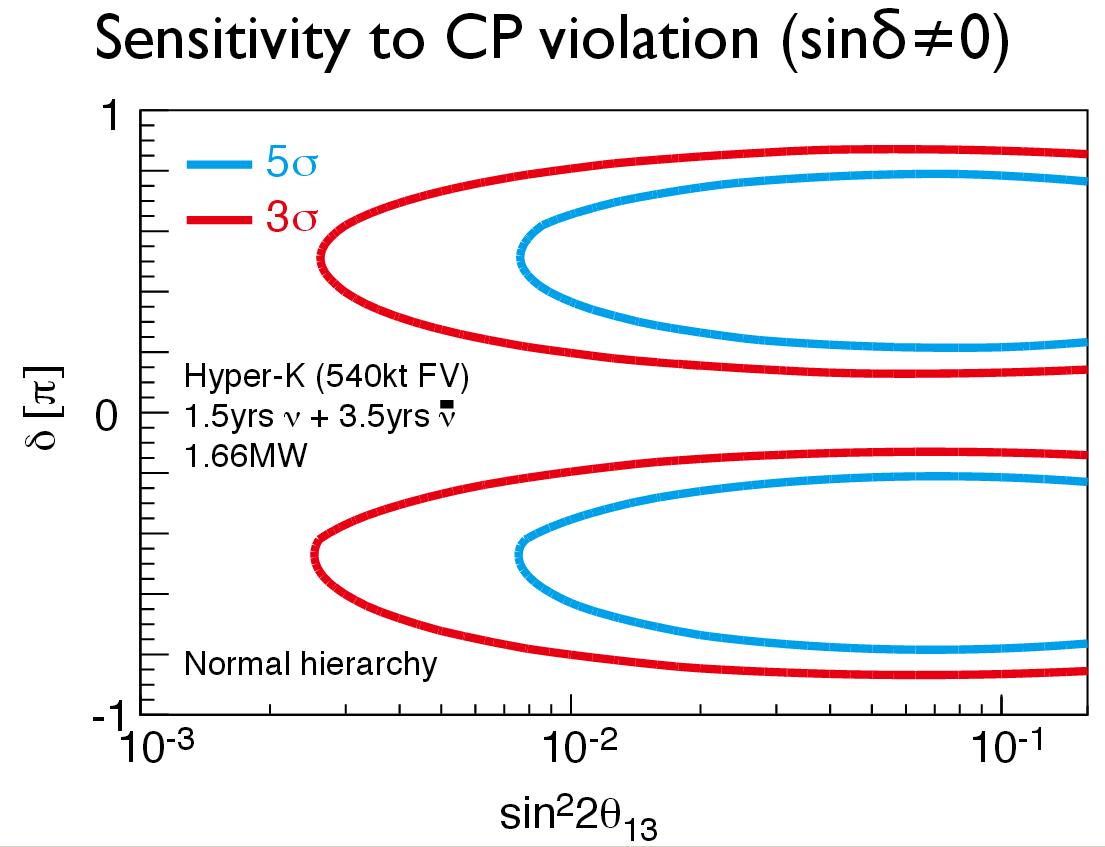 Sensitivity to CP violation (sinδ≠0)
1
5σ
3σ
Hyper-K (540kt FV)
δ [π]
0
1.5yrs ν + 3.5yrs ν̄
1.66MW
Normal hierarchy
-1
10⁻³ 10⁻² 10⁻¹
sin²2θ₁₃